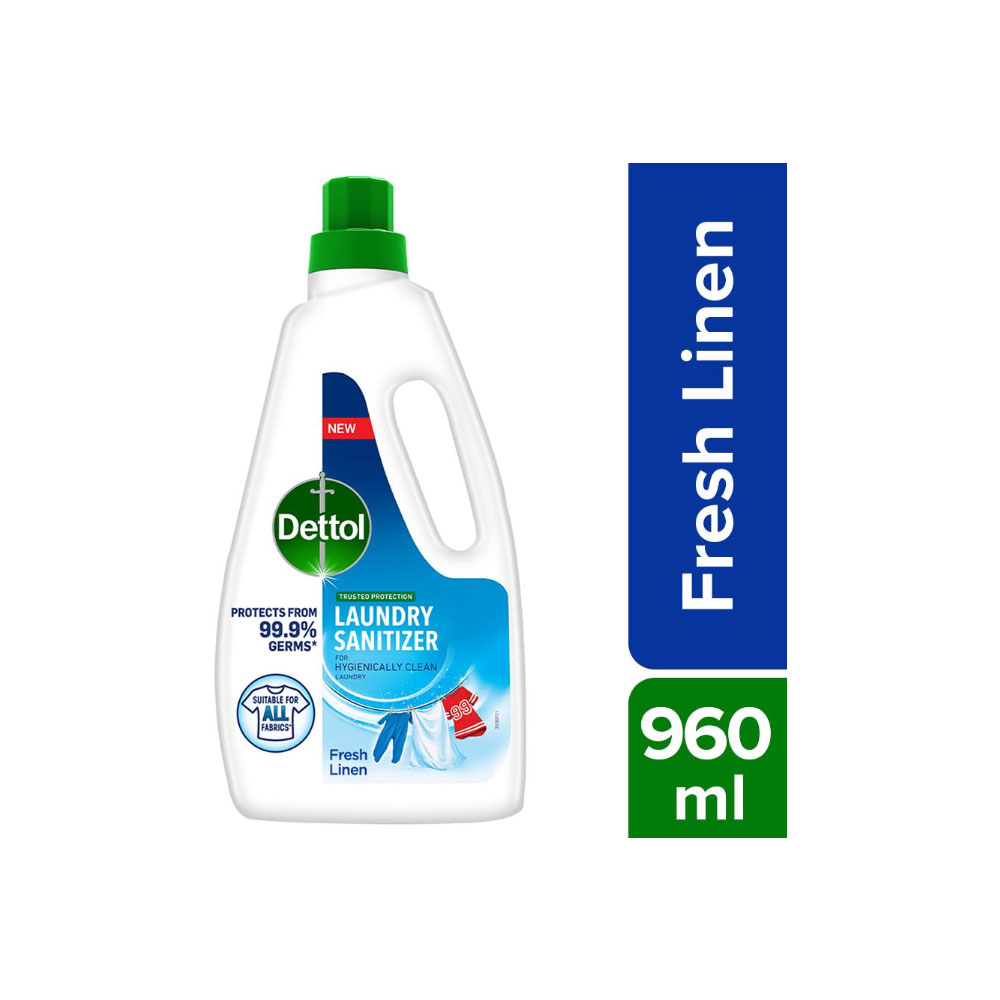 NEW
Dettol
TRUSTED PROTECTION
LAUNDRY
SANITIZER
FOR
HYGIENICALLY CLEAN
LAUNDRY
PROTECTS FROM
99.9%
GERMS*
SUITABLE FOR
ALL
FABRICS*
99
Fresh
Linen
Fresh Linen
960
ml